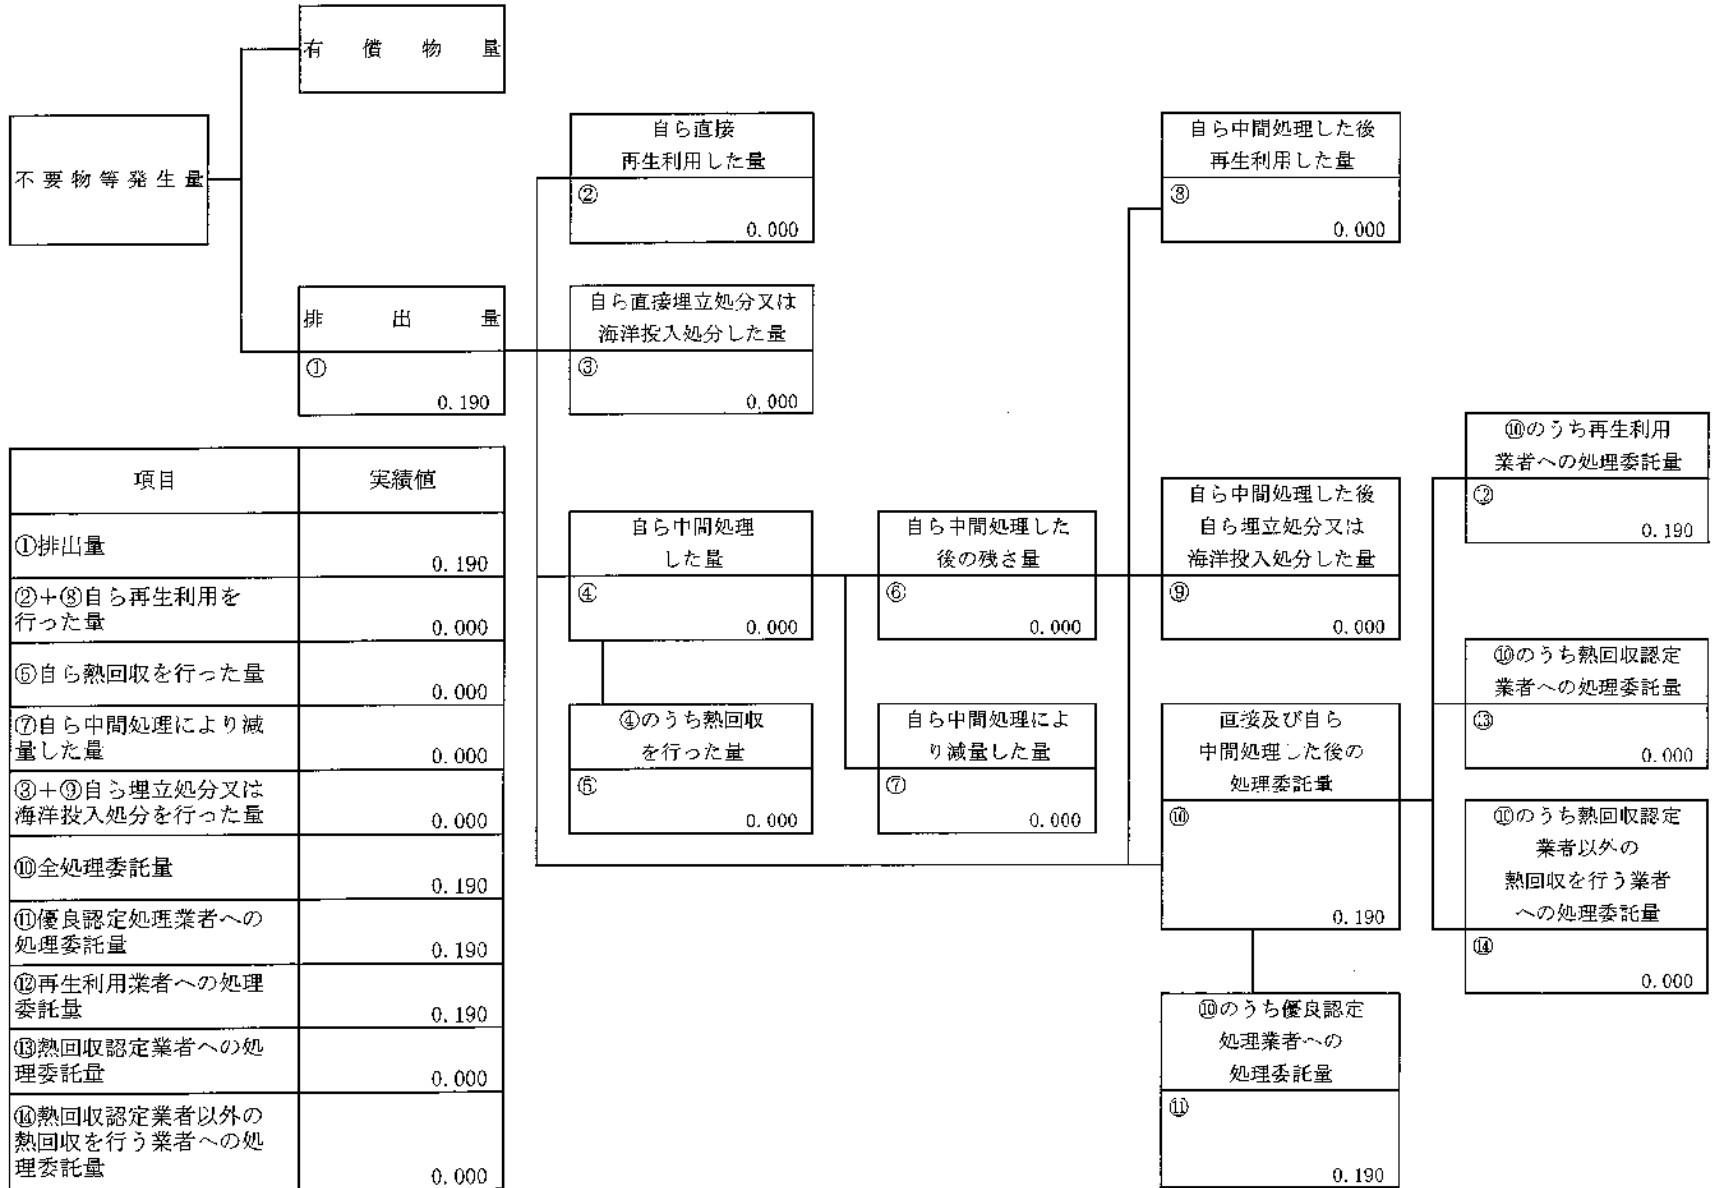 有償物量
不要物等発生量
排出量
①
0.190
自ら直接
再生利用した量
②
0.000
自ら直接埋立処分又は
海洋投入処分した量
③
0.000
自ら中間処理
した量
④
0.000
④のうち熱回収
を行った量
⑤
0.000
自ら中間処理した
後の残さ量
⑥
0.000
自ら中間処理によ
り減量した量
⑦
0.000
自ら中間処理した後
再生利用した量
⑧
0.000
自ら中間処理した後
自ら埋立処分又は
海洋投入処分した量
⑨
0.000
直接及び自ら
中間処理した後の
処理委託量
⑩
0.190
⑩のうち優良認定
処理業者への
処理委託量
⑪
0.190
⑩のうち再生利用
業者への処理委託量
⑫
0.190
⑩のうち熱回収認定
業者への処理委託量
⑬
0.000
⑩のうち熱回収認定
業者以外の
熱回収を行う業者
への処理委託量
⑭
0.000
項目 実績値
①排出量
0.190
②+⑧自ら再生利用を
行った量
0.000
⑤自ら熱回収を行った量
0.000
⑦自ら中間処理により減
量した量
0.000
③+⑨自ら埋立処分又は
海洋投入処分を行った量
0.000
⑩全処理委託量
0.190
⑪優良認定処理業者への
処理委託量
0.190
⑫再生利用業者への処理
委託量
0.190
⑬熱回収認定業者への処
理委託量
0.000
⑭熱回収認定業者以外の
熱回収を行う業者への処
理委託量
0.000